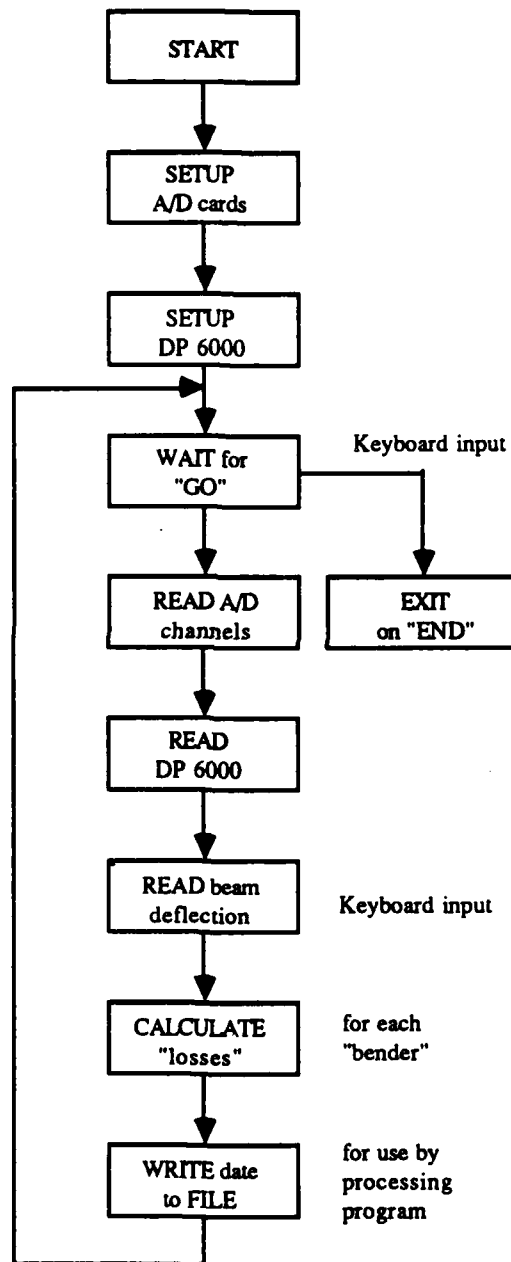 START
SETUP
A/D cards
SETUP
DP 6000
WAIT for
"GO"
Keyboard input
READ A/D
channels
EXIT
on "END"
READ
DP 6000
READ beam
deflection
Keyboard input
CALCULATE
"losses"
for each
"bender"
WRITE date
to FILE
for use by
processing
program